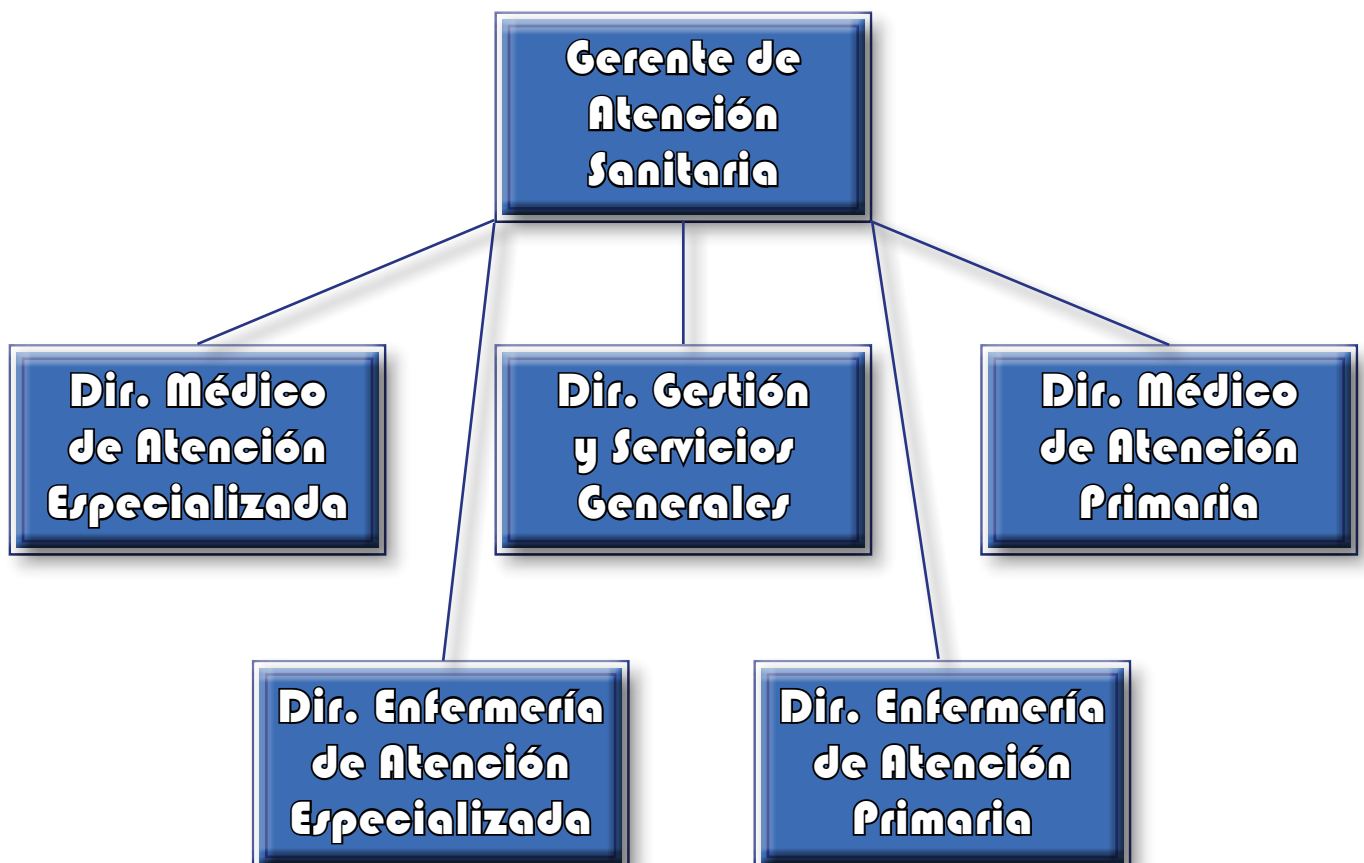 Gerente de
Atención
Sanitaria
Dir. Médico
de Atención
Especializada
Dir. Gestión
y Servicios
Generales
Dir. Médico
de Atención
Primaria
Dir. Enfermería
de Atención
Especializada
Dir. Enfermería
de Atención
Primaria